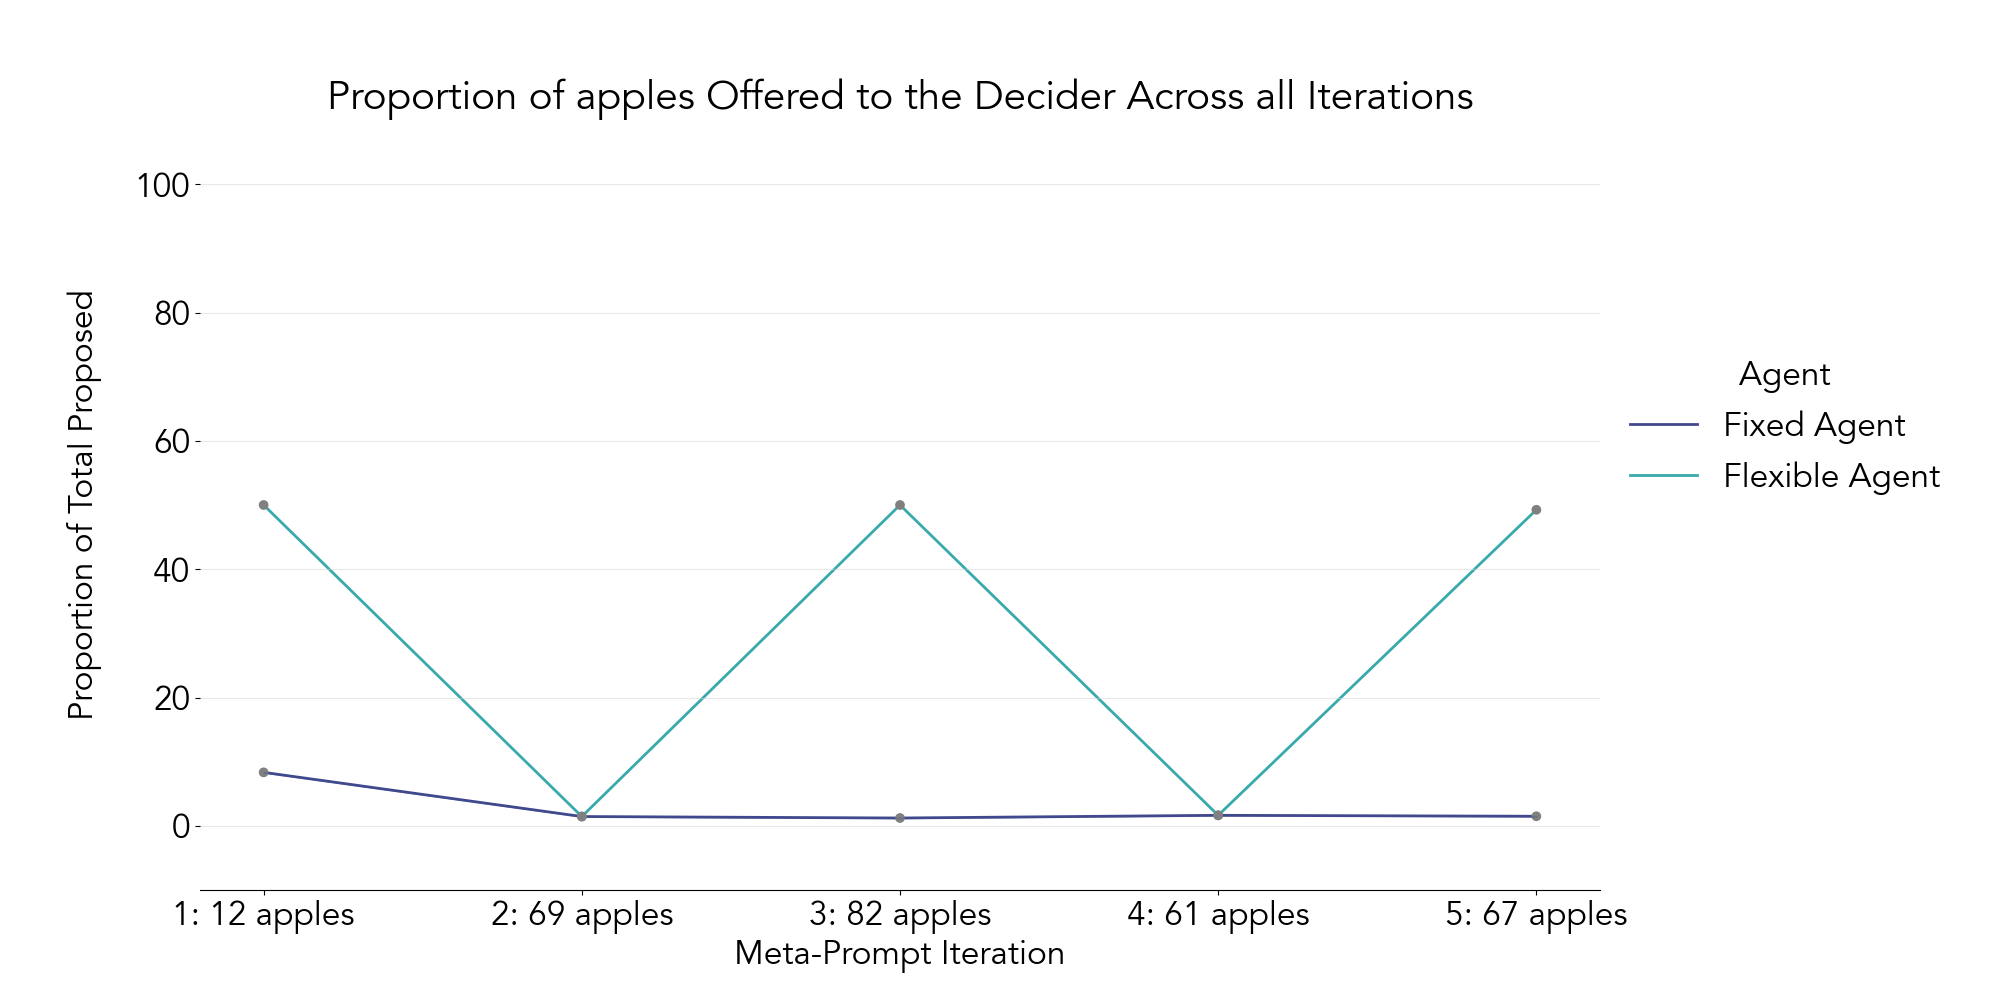 Proportion of apples Offered to the Decider Across all Iterations
100
80
60
40
20
0
Proportion of Total Proposed
1: 12 apples
2: 69 apples
3: 82 apples
4: 61 apples
5: 67 apples
Meta-Prompt Iteration
Agent
Fixed Agent
Flexible Agent